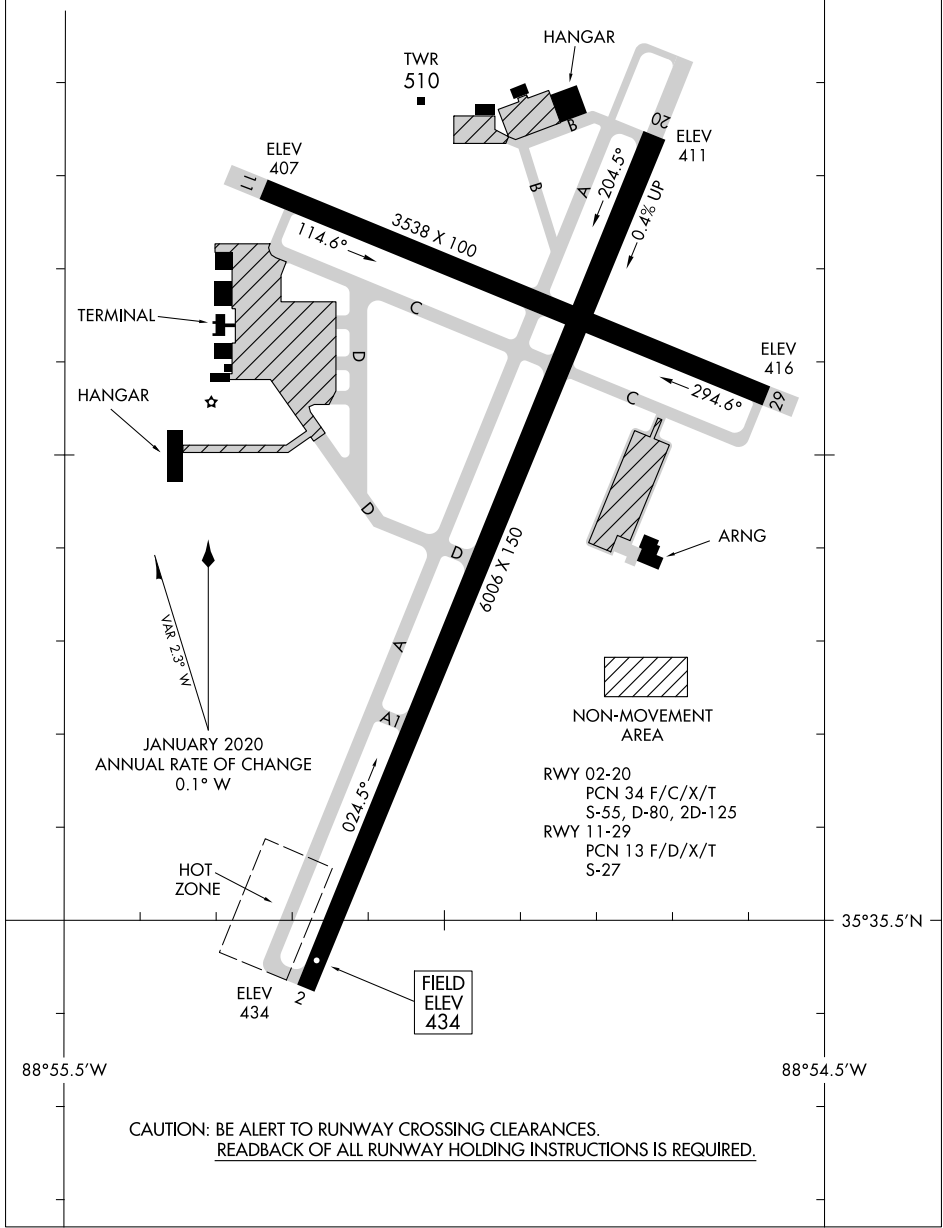 HANGAR
TWR
510
20
ELEV
411
B
ELEV
407
11
B
A
204.5°
0.4% UP
3538 X 100
114.6°
C
TERMINAL
D
ELEV
416
29
294.6°
C
HANGAR
D
D
ARNG
6006 X 150
VAR 2.3° W
A
NON-MOVEMENT
AREA
A1
JANUARY 2020
ANNUAL RATE OF CHANGE
0.1° W
RWY 02-20
PCN 34 F/C/X/T
S-55, D-80, 2D-125
RWY 11-29
PCN 13 F/D/X/T
S-27
024.5°
HOT
ZONE
35°35.5'N
ELEV
434
2
FIELD
ELEV
434
88°55.5'W
88°54.5'W
CAUTION: BE ALERT TO RUNWAY CROSSING CLEARANCES.
READBACK OF ALL RUNWAY HOLDING INSTRUCTIONS IS REQUIRED.